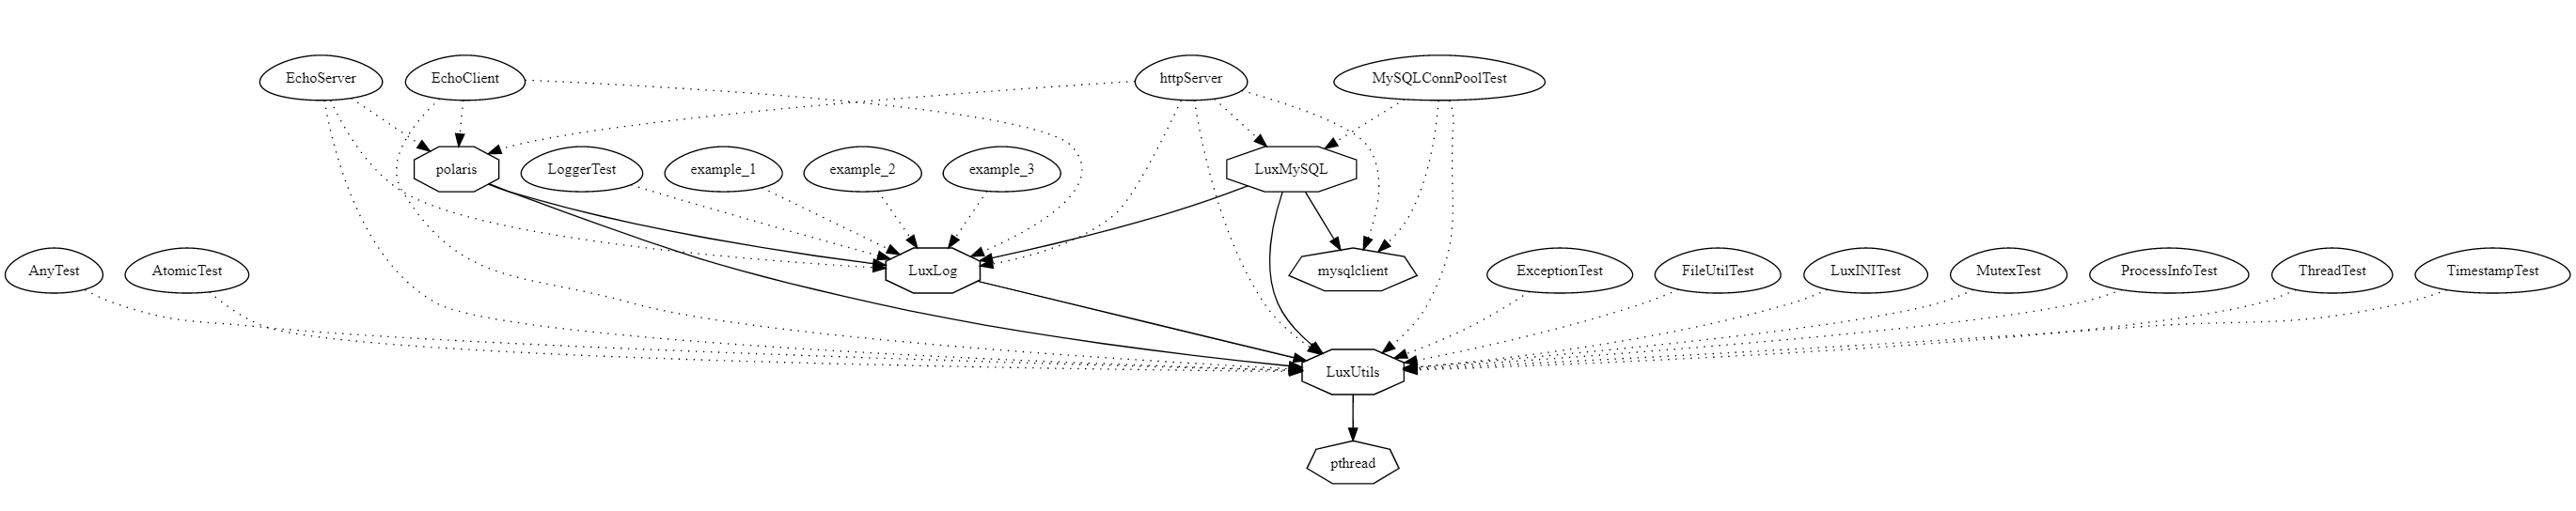 EchoServer
EchoClient
httpServer
MySQLConnPoolTest
polaris
LoggerTest
example_1
example_2
example_3
LuxMySQL
AnyTest
AtomicTest
LuxLog
mysqlclient
ExceptionTest
FileUtilTest
LuxINITest
MutexTest
ProcessInfoTest
ThreadTest
TimestampTest
LuxUtils
pthread